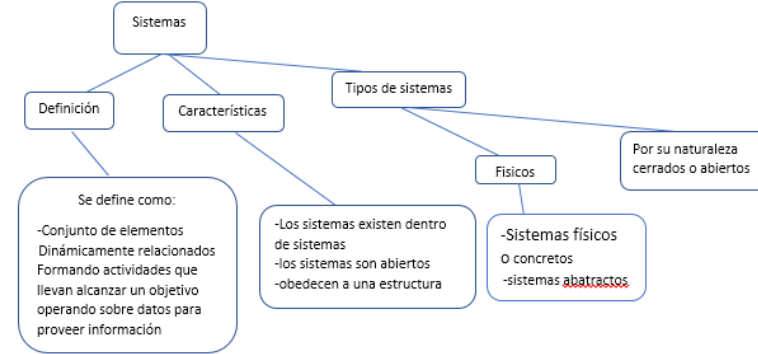 Sistemas
Definición
Características
Tipos de sistemas
Fisicos
Por su naturaleza
cerrados o abiertos
Se define como:
-Conjunto de elementos
Dinámicamente relacionados
Formando actividades que
llevan alcanzar un objetivo
operando sobre datos para
proveer información
-Los sistemas existen dentro
de sistemas
-los sistemas son abiertos
-obedecen a una estructura
-Sistemas físicos
O concretos
-sistemas abatractos